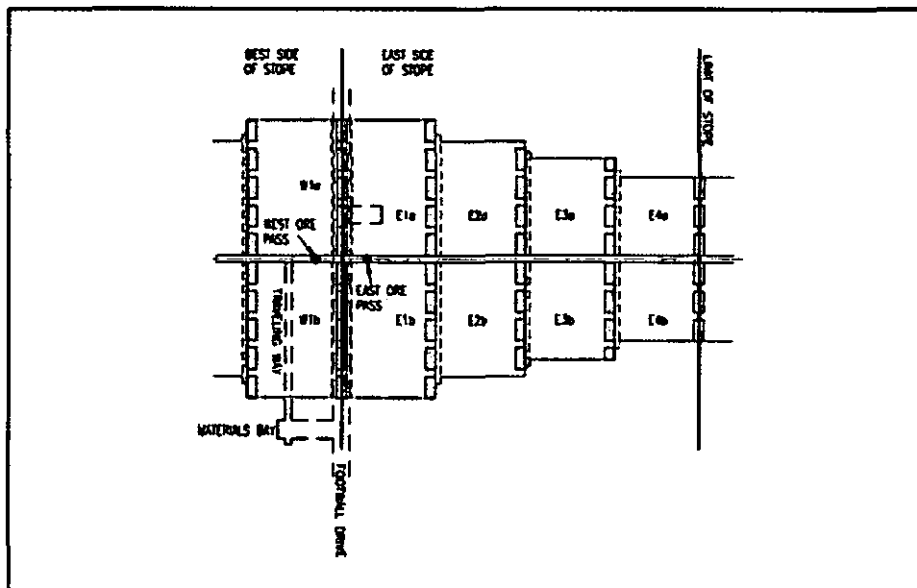 WEST SIDE
OF STOPE
EAST SIDE
OF STOPE
LIMIT OF STOPE
W1a
E1a
E2a
E3a
E4a
WEST ORE
PASS
EAST ORE
PASS
TRAVELLING WAY
W1b
E1b
E2b
E3b
E4b
MATERIALS BAY
FOOTWALL DRIVE